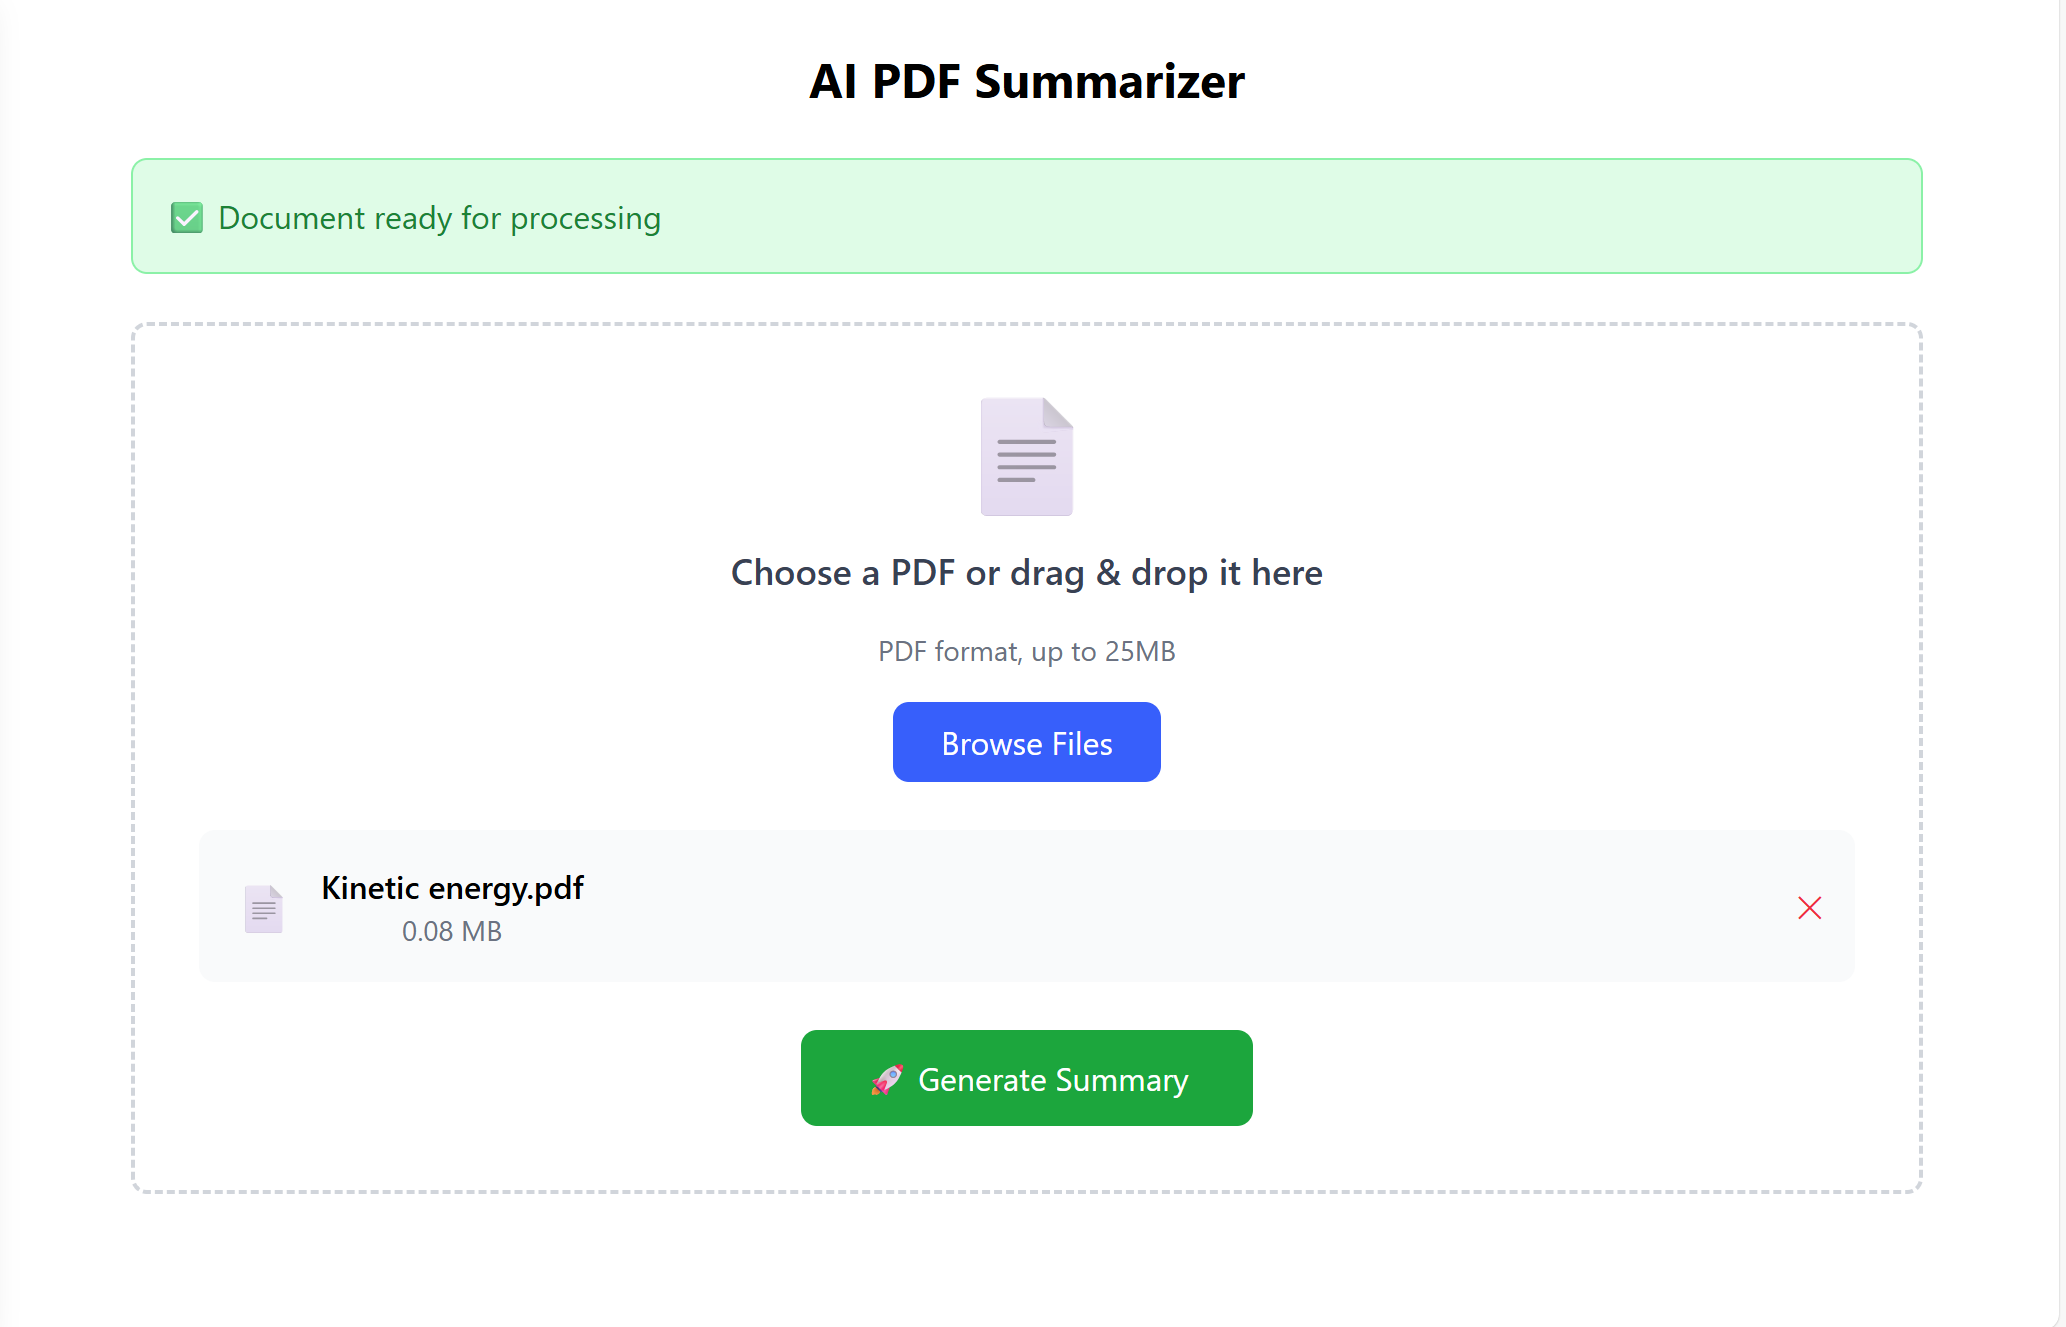 AI PDF Summarizer
✅ Document ready for processing
Choose a PDF or drag & drop it here
PDF format, up to 25MB
Browse Files
Kinetic energy.pdf
0.08 MB
🚀 Generate Summary